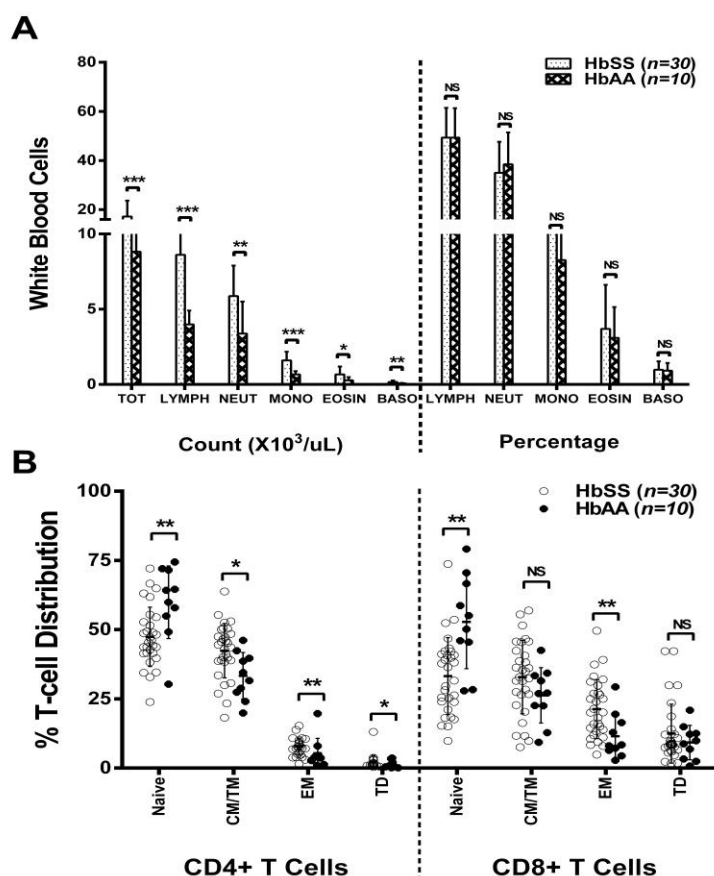 A
HbSS (n=30)
HbAA (n=10)
White Blood Cells
80
60
40
20
10
5
0
*** *** ** *** * ** NS NS NS NS NS
TOT LYMPH NEUT MONO EOSIN BASO LYMPH NEUT MONO EOSIN BASO
Count (X10³/uL) Percentage
B
HbSS (n=30)
HbAA (n=10)
% T-cell Distribution
100
75
50
25
0
** * ** * ** NS ** NS
Naive CM/TM EM TD Naive CM/TM EM TD
CD4+ T Cells CD8+ T Cells